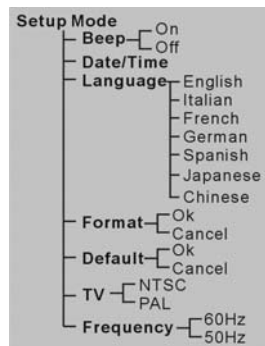 Setup Mode
Beep
On
Off
Date/Time
Language
English
Italian
French
German
Spanish
Japanese
Chinese
Format
Ok
Cancel
Default
Ok
Cancel
TV
NTSC
PAL
Frequency
60Hz
50Hz